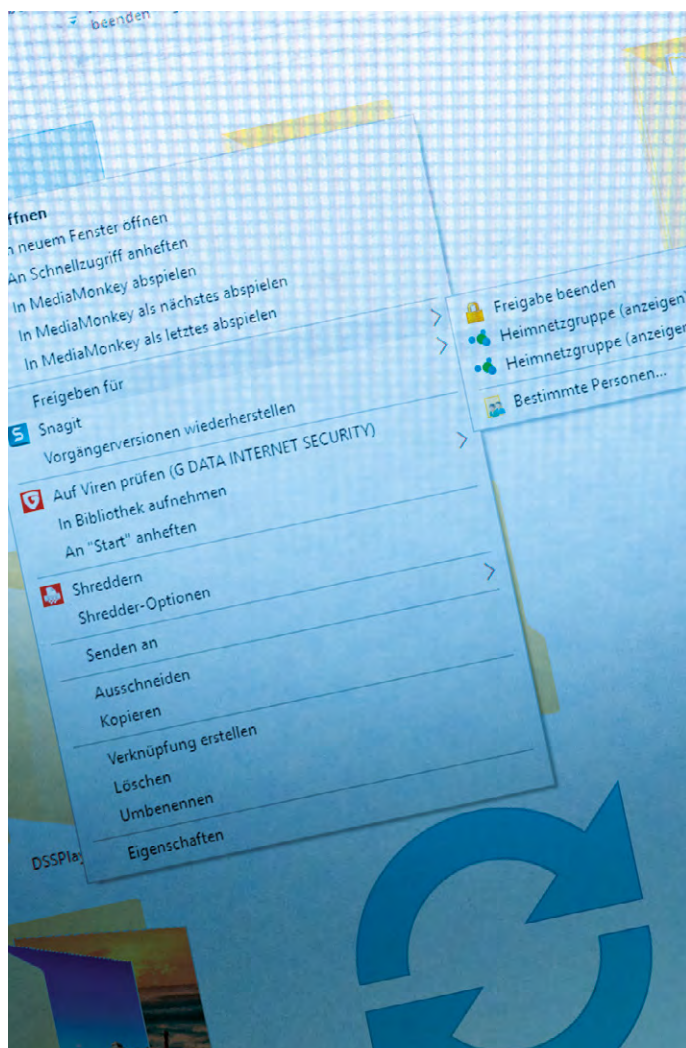 beenden
ffnen
n neuem Fenster öffnen
An Schnellzugriff anheften
In MediaMonkey abspielen
In MediaMonkey als nächstes abspielen
In MediaMonkey als letztes abspielen
Freigeben für
Snagit
Vorgängerversionen wiederherstellen
Auf Viren prüfen (G DATA INTERNET SECURITY)
In Bibliothek aufnehmen
An "Start" anheften
Shreddern
Shredder-Optionen
Senden an
Ausschneiden
Kopieren
Verknüpfung erstellen
Löschen
Umbenennen
Eigenschaften
Freigabe beenden
Heimnetzgruppe (anzeigen)
Heimnetzgruppe (anzeigen
Bestimmte Personen...
DSSPla